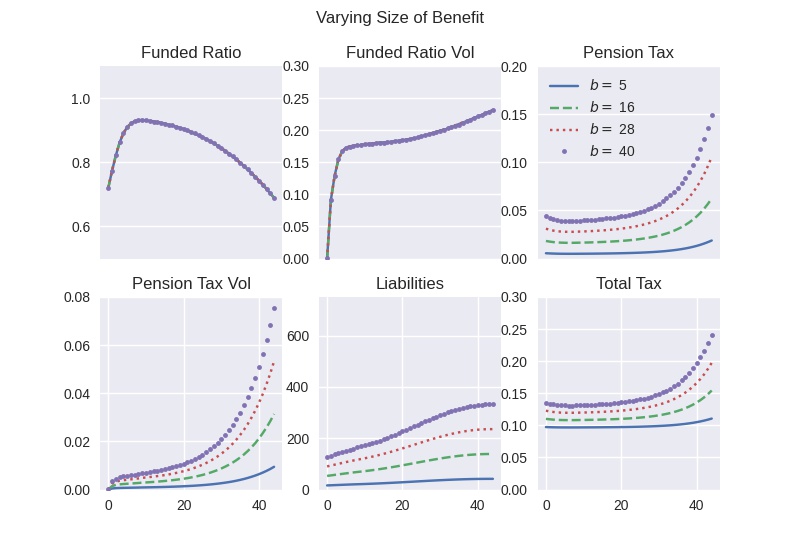 Varying Size of Benefit
Funded Ratio
Funded Ratio Vol
Pension Tax
1.0
0.8
0.6
0.30
0.25
0.20
0.15
0.10
0.05
0.00
0.20
0.15
0.10
0.05
0.00
b = 5
b = 16
b = 28
b = 40
Pension Tax Vol
Liabilities
Total Tax
0.08
0.06
0.04
0.02
0.00
0 20 40
600
400
200
0
0 20 40
0.30
0.25
0.20
0.15
0.10
0.05
0.00
0 20 40